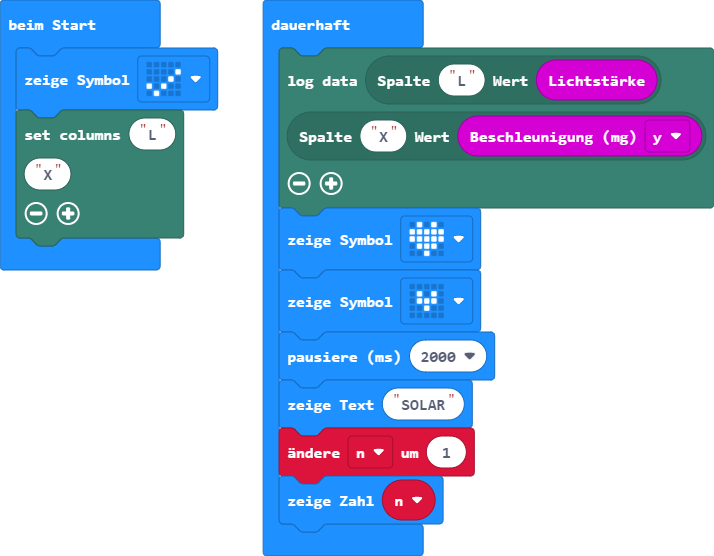 beim Start
zeige Symbol
set columns "L"
"X"
dauerhaft
log data Spalte "L" Wert Lichtstärke
Spalte "X" Wert Beschleunigung (mg) y
zeige Symbol
zeige Symbol
pausiere (ms) 2000
zeige Text "SOLAR"
ändere n um 1
zeige Zahl n